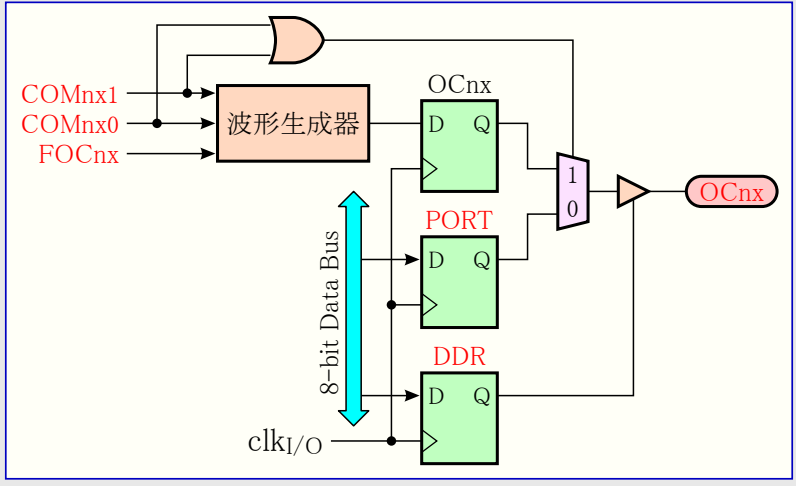 COMnx1
COMnx0
FOCnx
波形生成器
OCnx
D Q
1
0
OCnx
PORT
D Q
8-bit Data Bus
DDR
D Q
clkI/O